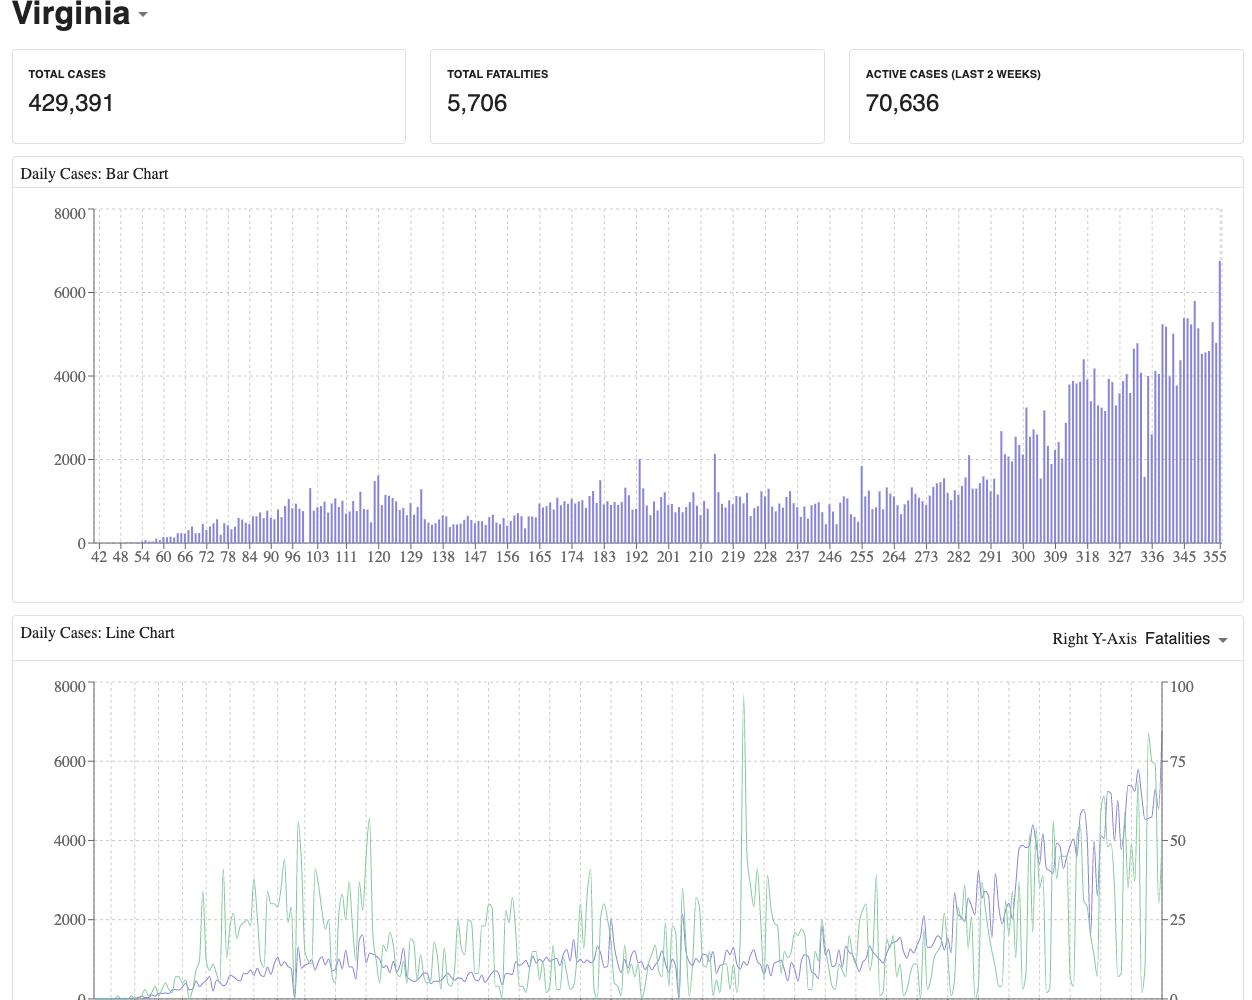 Virginia
TOTAL CASES
429,391
TOTAL FATALITIES
5,706
ACTIVE CASES (LAST 2 WEEKS)
70,636
Daily Cases: Bar Chart
8000
6000
4000
2000
0
42 48 54 60 66 72 78 84 90 96 103 111 120 129 138 147 156 165 174 183 192 201 210 219 228 237 246 255 264 273 282 291 300 309 318 327 336 345 355
Daily Cases: Line Chart
Right Y-Axis Fatalities
8000 100
6000 75
4000 50
2000 25
0 0